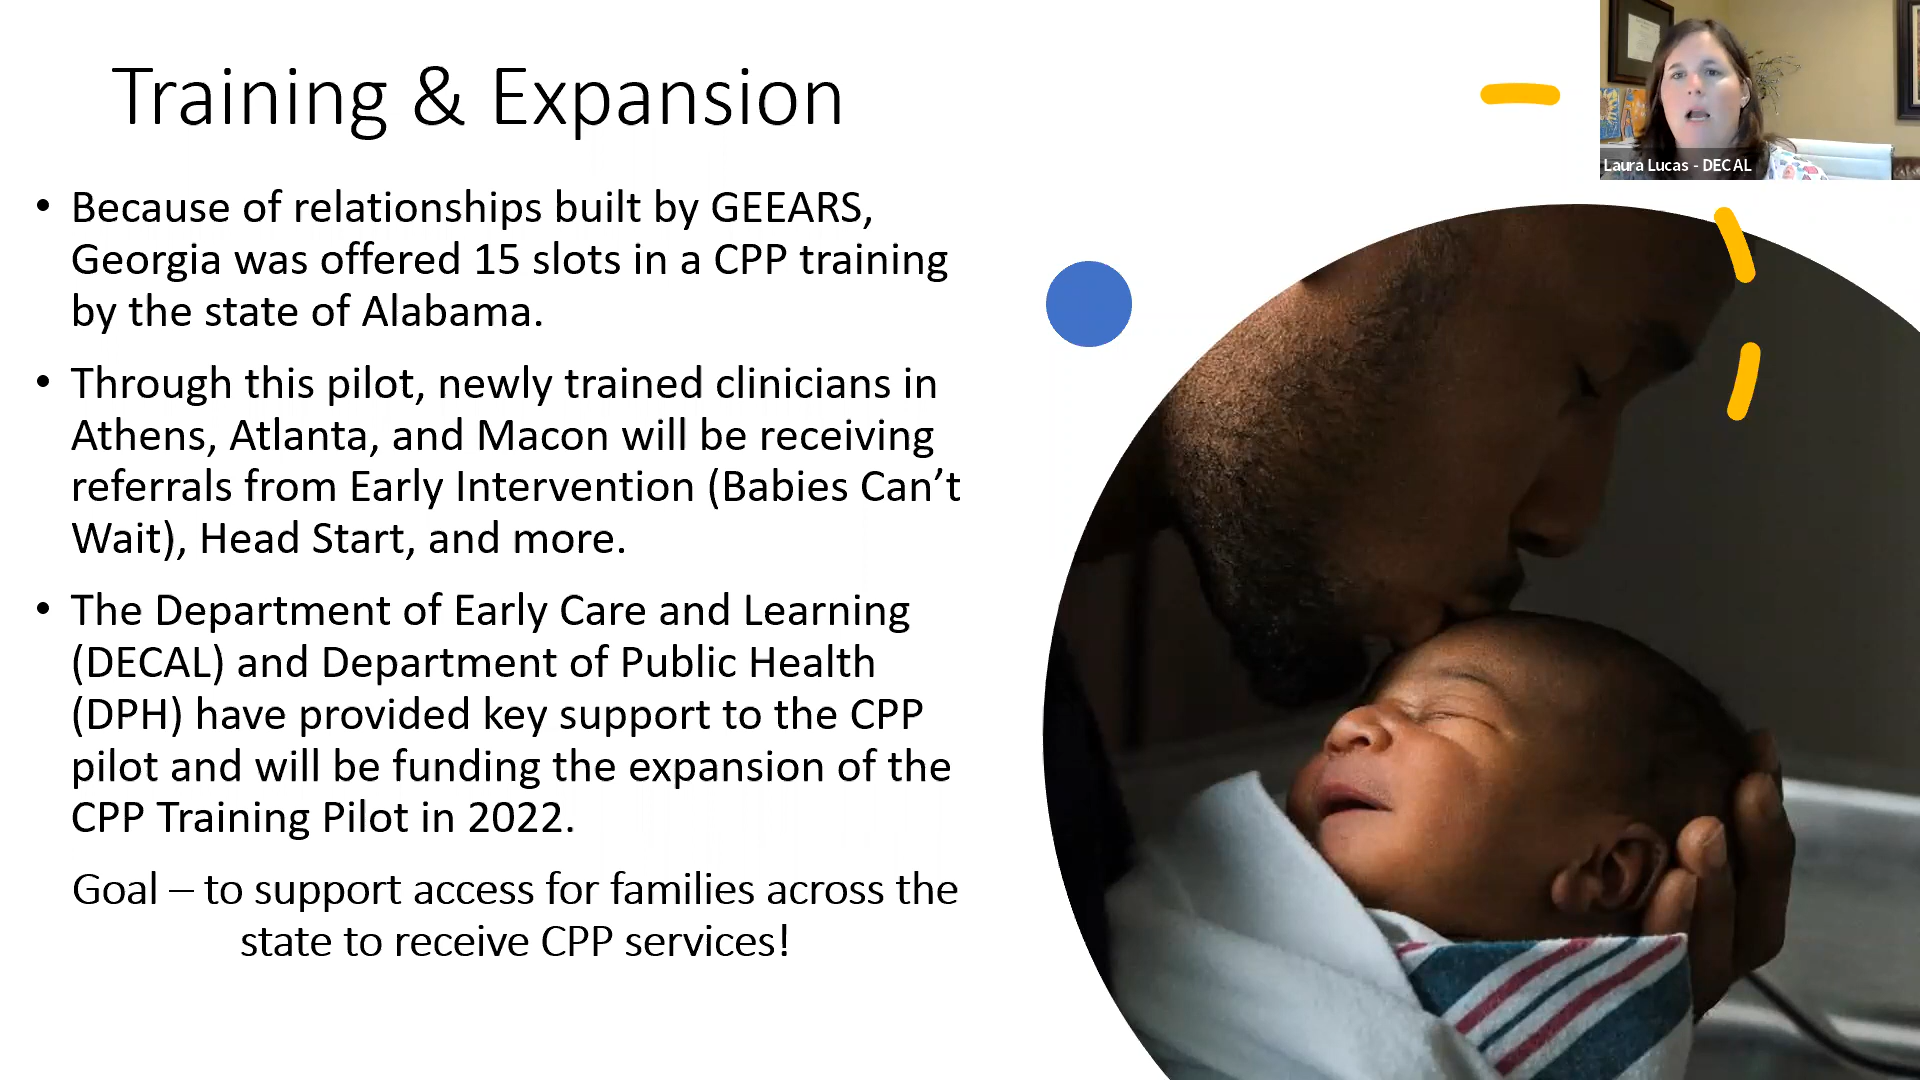 Training & Expansion
Laura Lucas - DECAL
• Because of relationships built by GEEARS,
Georgia was offered 15 slots in a CPP training
by the state of Alabama.
• Through this pilot, newly trained clinicians in
Athens, Atlanta, and Macon will be receiving
referrals from Early Intervention (Babies Can’t
Wait), Head Start, and more.
• The Department of Early Care and Learning
(DECAL) and Department of Public Health
(DPH) have provided key support to the CPP
pilot and will be funding the expansion of the
CPP Training Pilot in 2022.
Goal – to support access for families across the
state to receive CPP services!